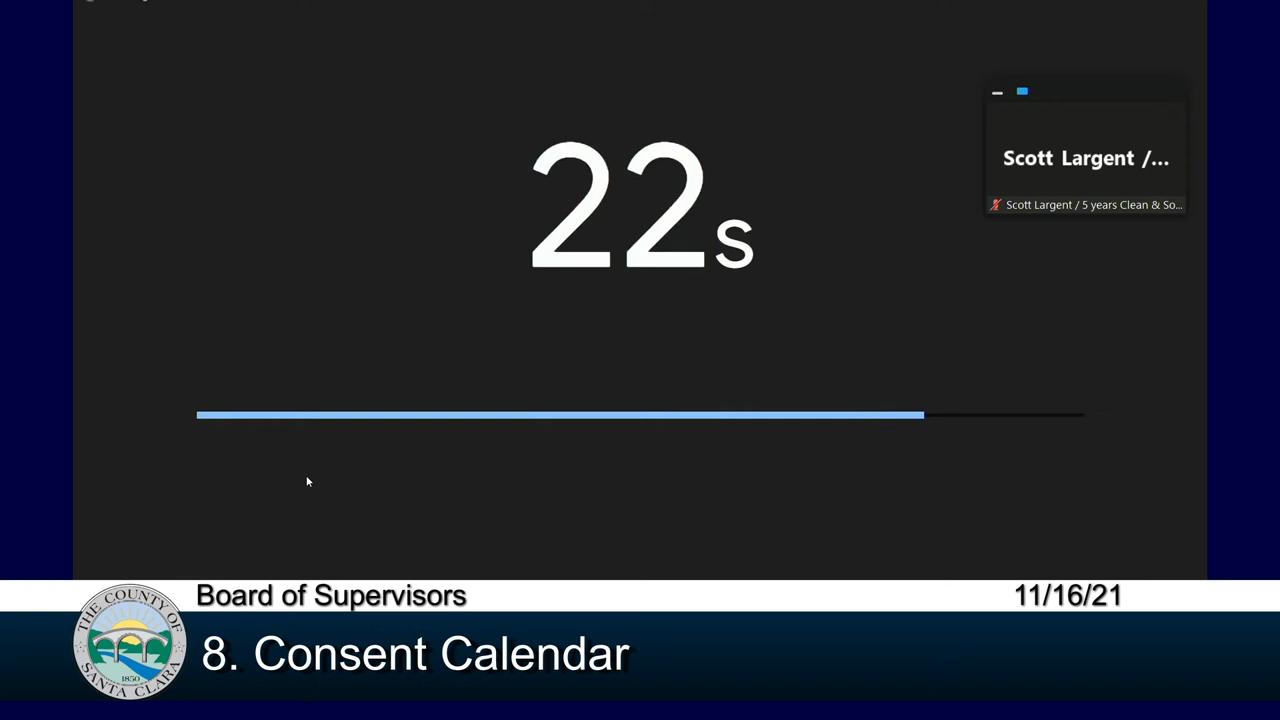 22s
Scott Largent /...
Scott Largent / 5 years Clean & So...
Board of Supervisors
11/16/21
8. Consent Calendar
THE COUNTY OF
SANTA CLARA
1850